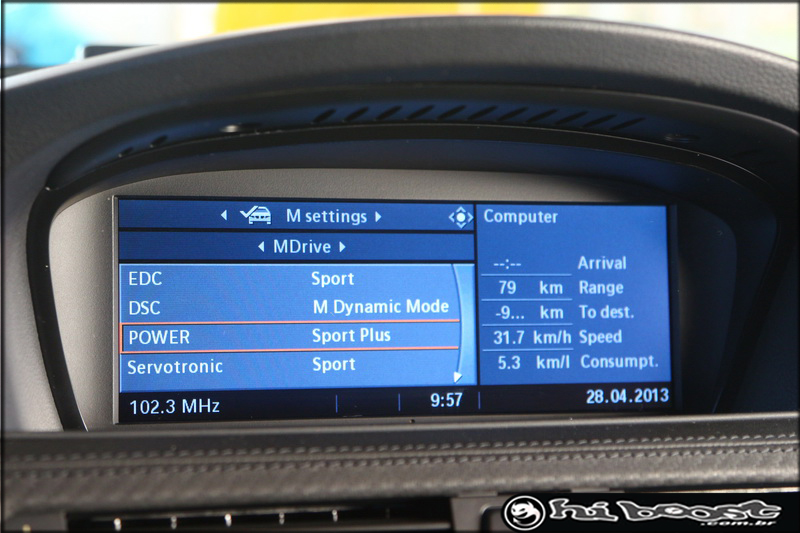 M settings
MDrive
EDC Sport
DSC M Dynamic Mode
POWER Sport Plus
Servotronic Sport
102.3 MHz 9:57 28.04.2013
Computer
--:-- Arrival
79 km Range
-9... km To dest.
31.7 km/h Speed
5.3 km/l Consumpt.
hi boost
.com.br